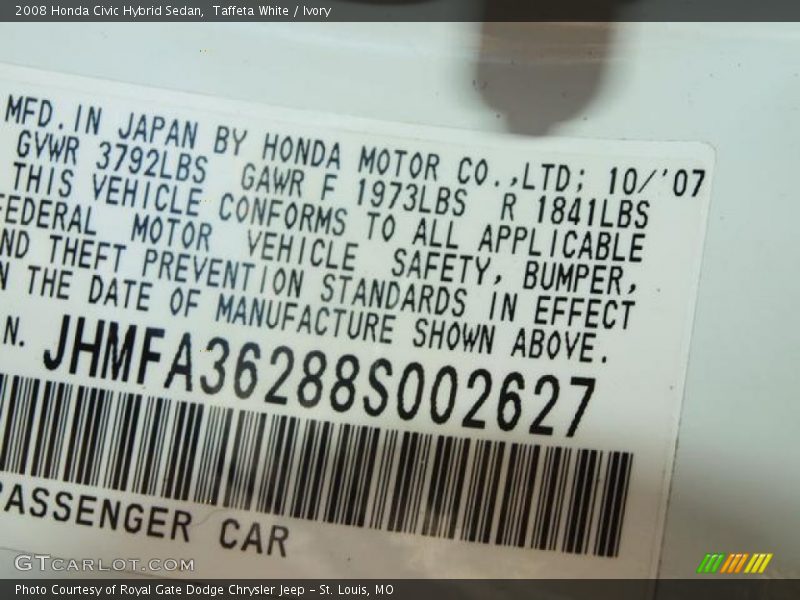 2008 Honda Civic Hybrid Sedan,  Taffeta White / Ivory
MFD. IN JAPAN BY HONDA MOTOR CO.,LTD; 10/'07
GVWR 3792LBS GAWR F 1973LBS R 1841LBS
THIS VEHICLE CONFORMS TO ALL APPLICABLE
FEDERAL MOTOR VEHICLE SAFETY, BUMPER,
ND THEFT PREVENTION STANDARDS IN EFFECT
N THE DATE OF MANUFACTURE SHOWN ABOVE.
N. JHMFA36288S002627
PASSENGER CAR
GTCARLOT.COM
Photo Courtesy of Royal Gate Dodge Chrysler Jeep - St. Louis, MO